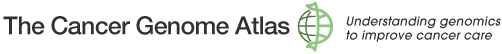 The Cancer Genome Atlas
Understanding genomics
to improve cancer care